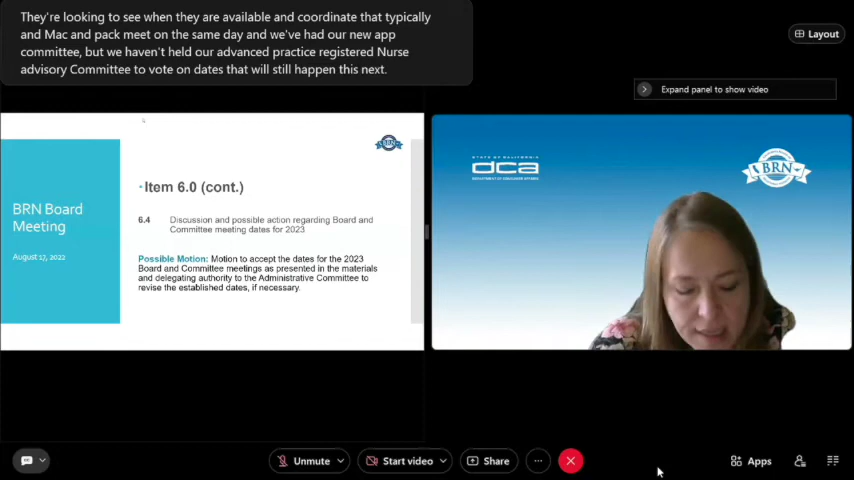 They're looking to see when they are available and coordinate that typically
and Mac and pack meet on the same day and we've had our new app
committee, but we haven't held our advanced practice registered Nurse
advisory Committee to vote on dates that will still happen this next.
Layout
Expand panel to show video
BRN
Item 6.0 (cont.)
BRN Board
Meeting
August 17, 2022
6.4 Discussion and possible action regarding Board and
Committee meeting dates for 2023
Possible Motion: Motion to accept the dates for the 2023
Board and Committee meetings as presented in the materials
and delegating authority to the Administrative Committee to
revise the established dates, if necessary.
STATE OF CALIFORNIA
dca
DEPARTMENT OF CONSUMER AFFAIRS
BRN
Unmute
Start video
Share
Apps